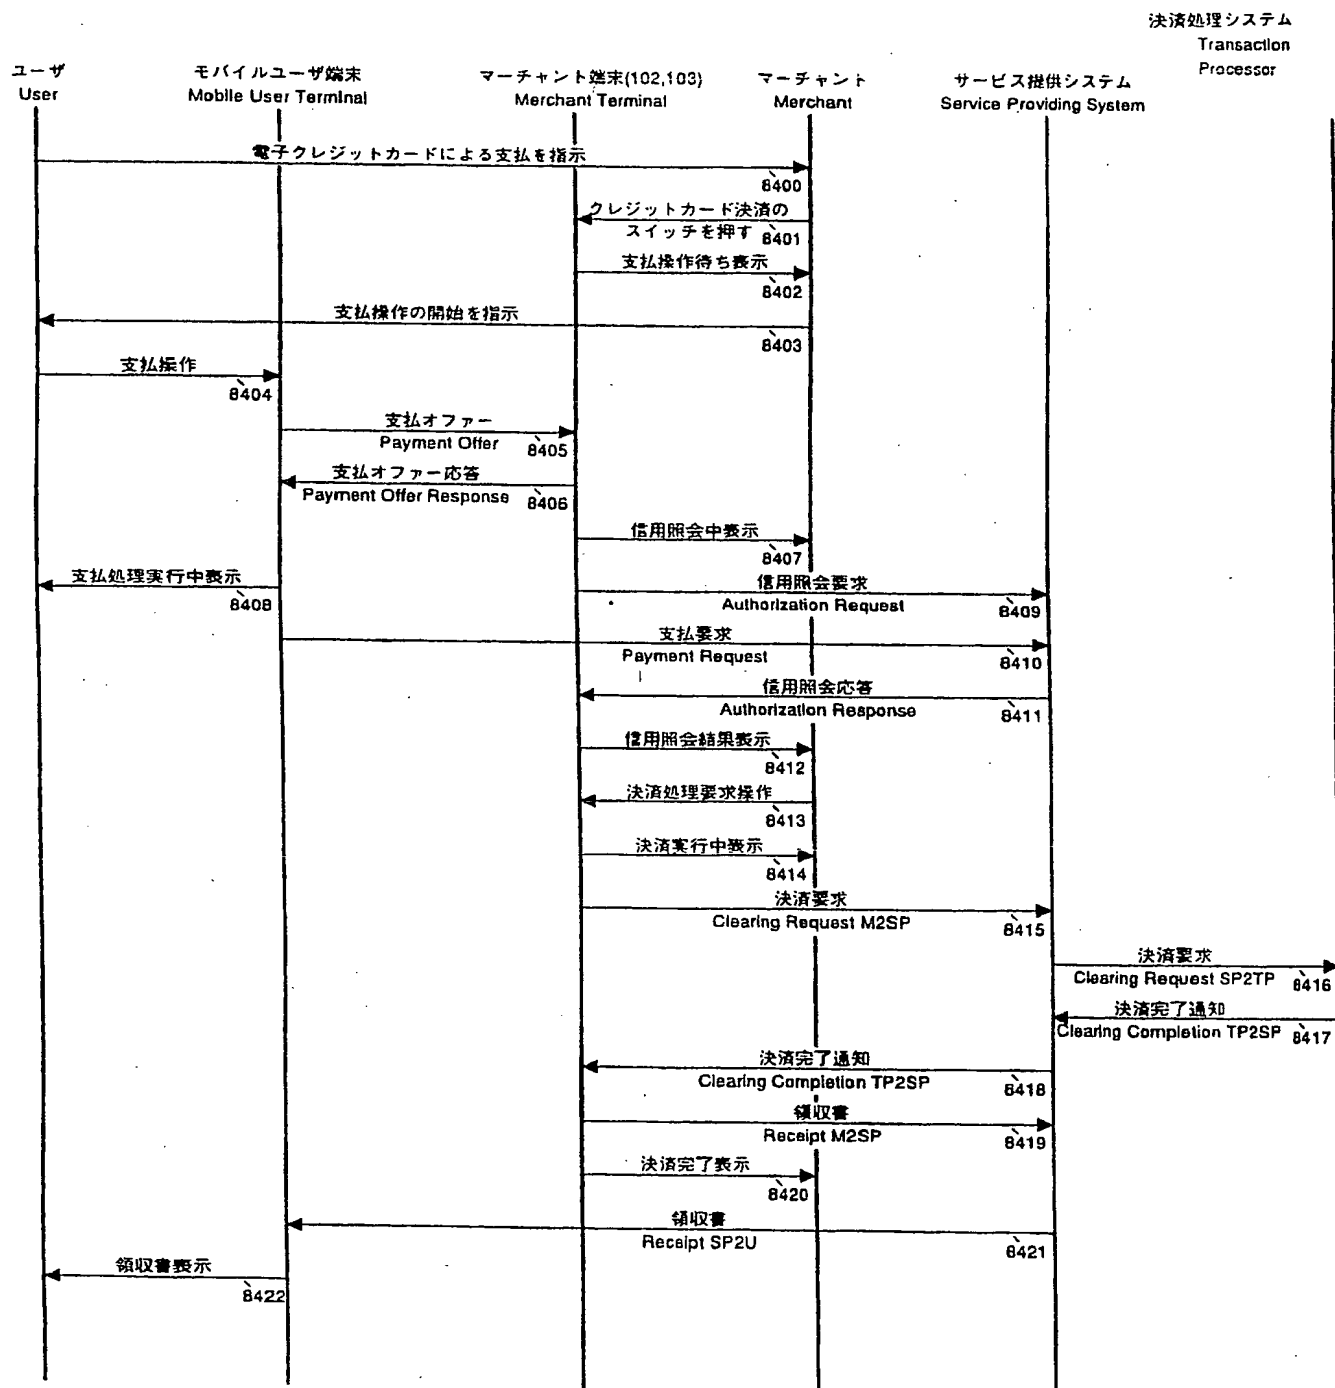 決済処理システム
Transaction
Processor
ユーザ
User
モバイルユーザ端末
Mobile User Terminal
マーチャント端末(102,103)
Merchant Terminal
マーチャント
Merchant
サービス提供システム
Service Providing System
電子クレジットカードによる支払を指示
8400
クレジットカード決済の
スイッチを押す
8401
支払操作待ち表示
8402
支払操作の開始を指示
8403
支払操作
8404
支払オファー
Payment Offer
8405
支払オファー応答
Payment Offer Response
8406
信用照会中表示
8407
支払処理実行中表示
8408
信用照会要求
Authorization Request
8409
支払要求
Payment Request
8410
信用照会応答
Authorization Response
8411
信用照会結果表示
8412
決済処理要求操作
8413
決済実行中表示
8414
決済要求
Clearing Request M2SP
8415
決済要求
Clearing Request SP2TP
8416
決済完了通知
Clearing Completion TP2SP
8417
決済完了通知
Clearing Completion TP2SP
8418
領収書
Receipt M2SP
8419
決済完了表示
8420
領収書
Receipt SP2U
8421
領収書表示
8422